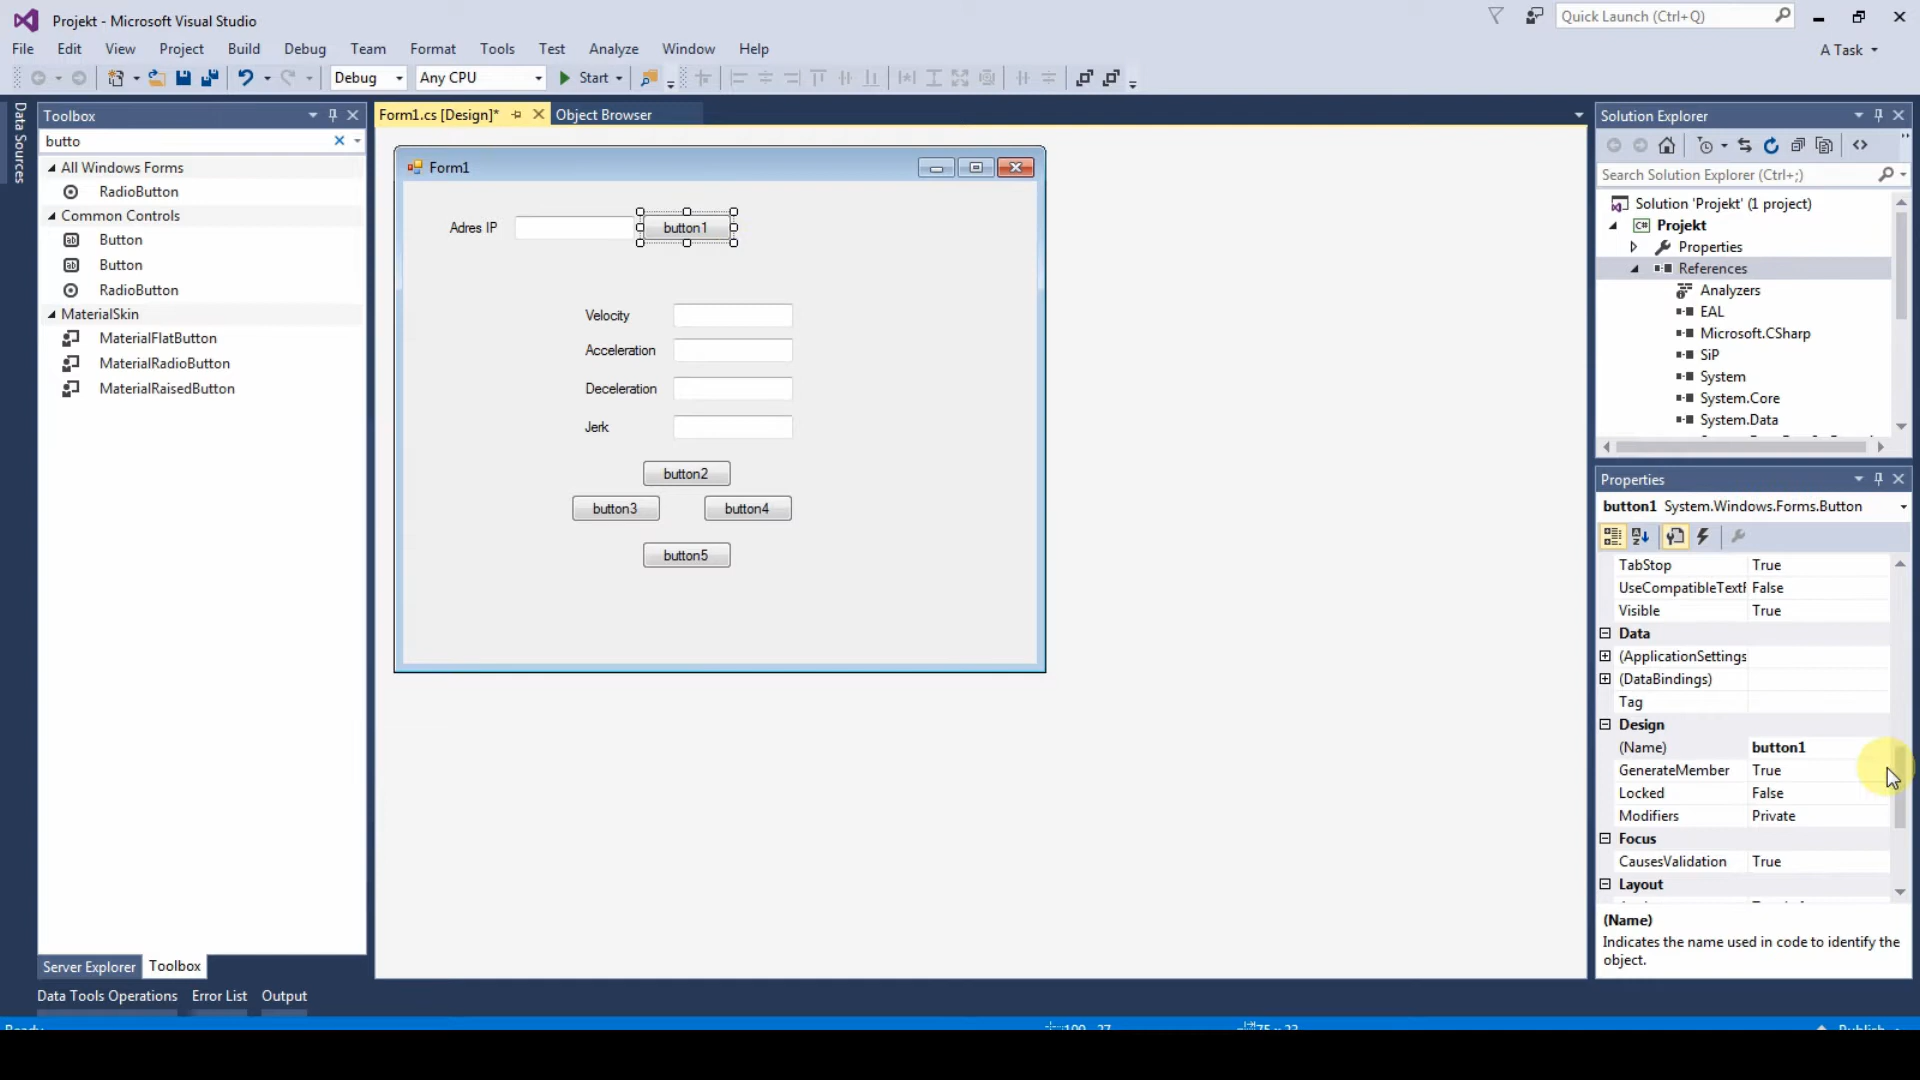 Projekt - Microsoft Visual Studio
Quick Launch (Ctrl+Q)
File Edit View Project Build Debug Team Format Tools Test Analyze Window Help
A Task
Debug
Any CPU
Start
Data Sources
Toolbox
butto
All Windows Forms
RadioButton
Common Controls
Button
Button
RadioButton
MaterialSkin
MaterialFlatButton
MaterialRadioButton
MaterialRaisedButton
Server Explorer
Toolbox
Form1.cs [Design]*
Object Browser
Form1
Adres IP
button1
Velocity
Acceleration
Deceleration
Jerk
button2
button3
button4
button5
Solution Explorer
Search Solution Explorer (Ctrl+;)
Solution 'Projekt' (1 project)
C# Projekt
Properties
References
Analyzers
EAL
Microsoft.CSharp
SiP
System
System.Core
System.Data
Properties
button1 System.Windows.Forms.Button
TabStop True
UseCompatibleTextF False
Visible True
Data
(ApplicationSettings
(DataBindings)
Tag
Design
(Name) button1
GenerateMember True
Locked False
Modifiers Private
Focus
CausesValidation True
Layout
(Name)
Indicates the name used in code to identify the
object.
Data Tools Operations Error List Output